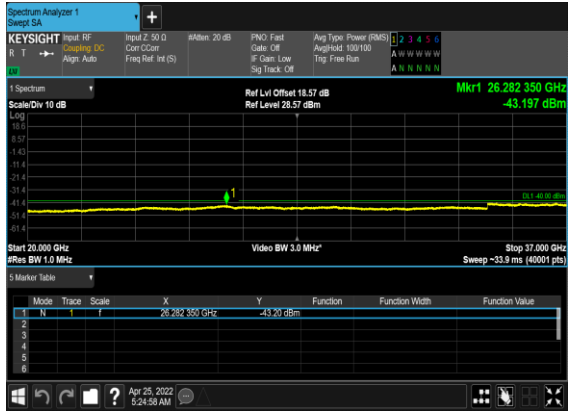 Spectrum Analyzer 1
Swept SA
+
KEYSIGHT Input: RF Input Z: 50 Ω #Atten: 20 dB PNO: Fast Avg Type: Power (RMS) 1 2 3 4 5 6
R T Coupling: DC Corr CCorr Gate: Off Avg|Hold: 100/100 A W W W W W
Align: Auto Freq Ref: Int (S) IF Gain: Low Trig: Free Run
Sig Track: Off A N N N N N
LU
1 Spectrum Ref Lvl Offset 18.57 dB Mkr1 26.282 350 GHz
Scale/Div 10 dB Ref Level 28.57 dBm -43.197 dBm
Log
18.6
8.57
-1.43
-11.4
-21.4
-31.4
1
DL1 -40.00 dBm
-41.4
-51.4
-61.4
Start 20.000 GHz Video BW 3.0 MHz* Stop 37.000 GHz
#Res BW 1.0 MHz Sweep ~33.9 ms (40001 pts)
5 Marker Table
Mode Trace Scale X Y Function Function Width Function Value
1 N 1 f 26.282 350 GHz -43.20 dBm
2
3
4
5
6
? Apr 25, 2022
5:24:58 AM